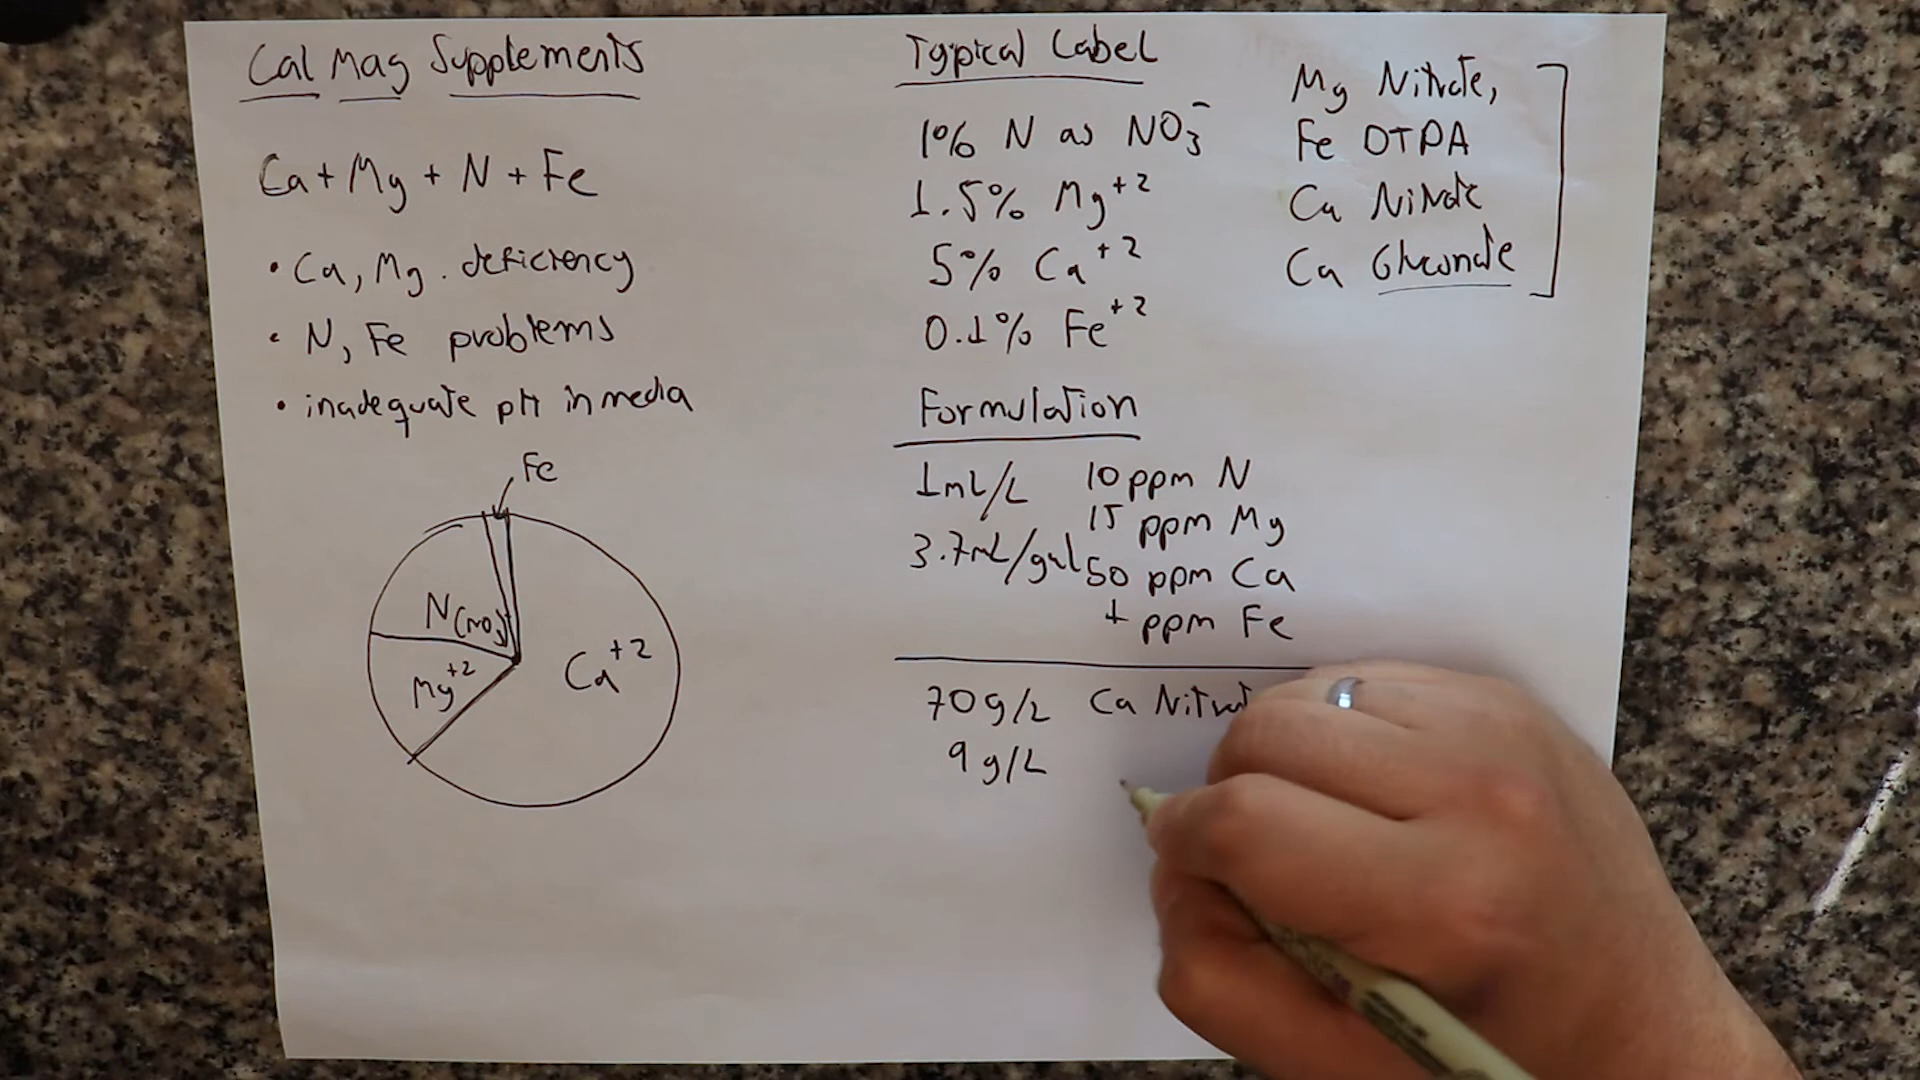 Cal Mag Supplements
Ca + Mg + N + Fe
• Ca, Mg. deficiency
• N, Fe problems
• inadequate pH in media
Fe
N(NO3)
Mg+2
Ca+2
Typical Label
1% N as NO3-
1.5% Mg+2
5% Ca+2
0.1% Fe+2
Mg Nitrate,
Fe DTPA
Ca Nitrate
Ca Gluconate
Formulation
1mL/L 10 ppm N
15 ppm Mg
3.7mL/gal 50 ppm Ca
1 ppm Fe
70g/L Ca Nitrat
9 g/L